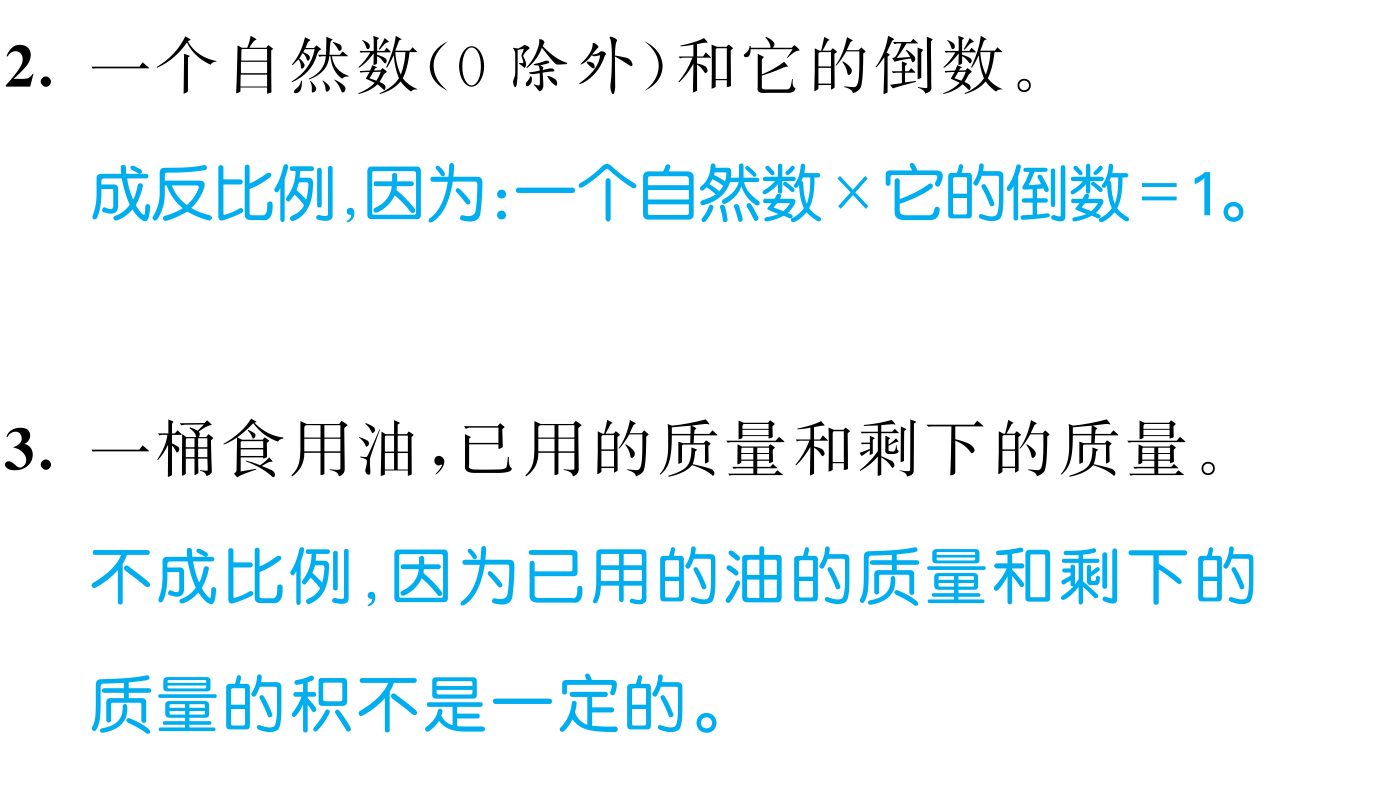 2. 一个自然数(0 除外)和它的倒数。
成反比例,因为:一个自然数×它的倒数=1。
3. 一桶食用油,已用的质量和剩下的质量。
不成比例,因为已用的油的质量和剩下的
质量的积不是一定的。